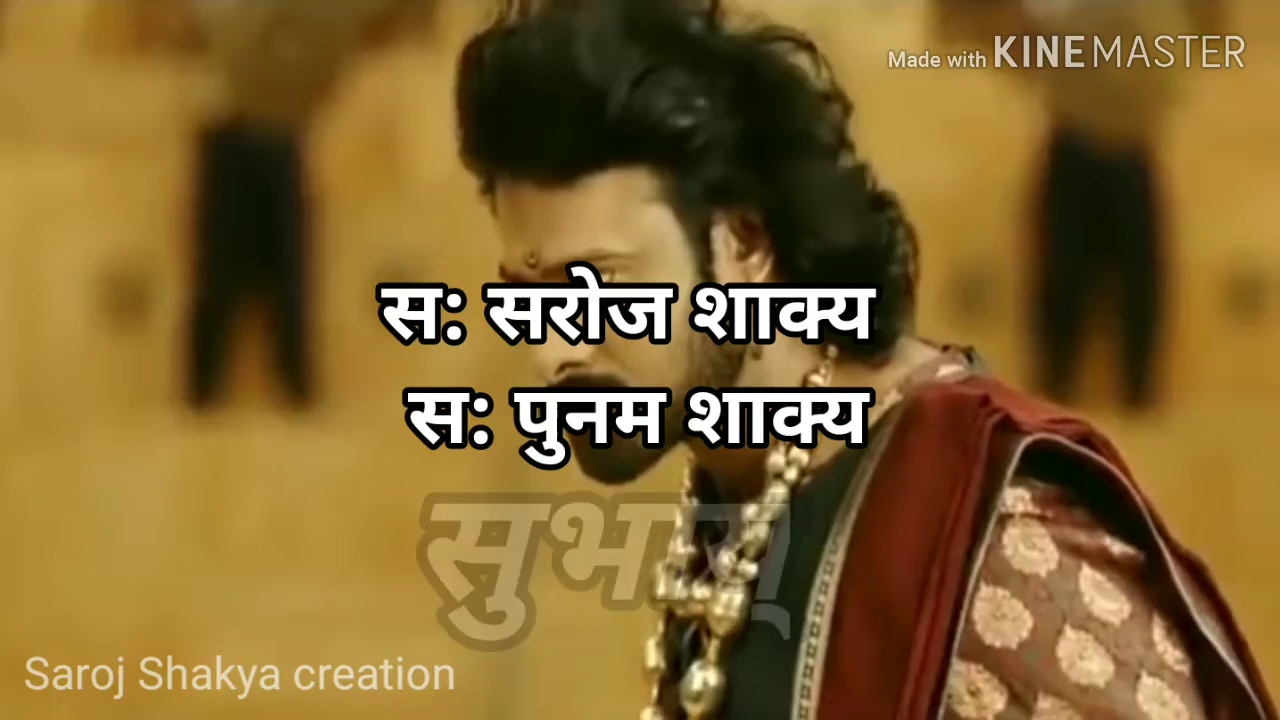 Made with KINEMASTER
स: सरोज शाक्य
स: पुनम शाक्य
सुभाय्
Saroj Shakya creation